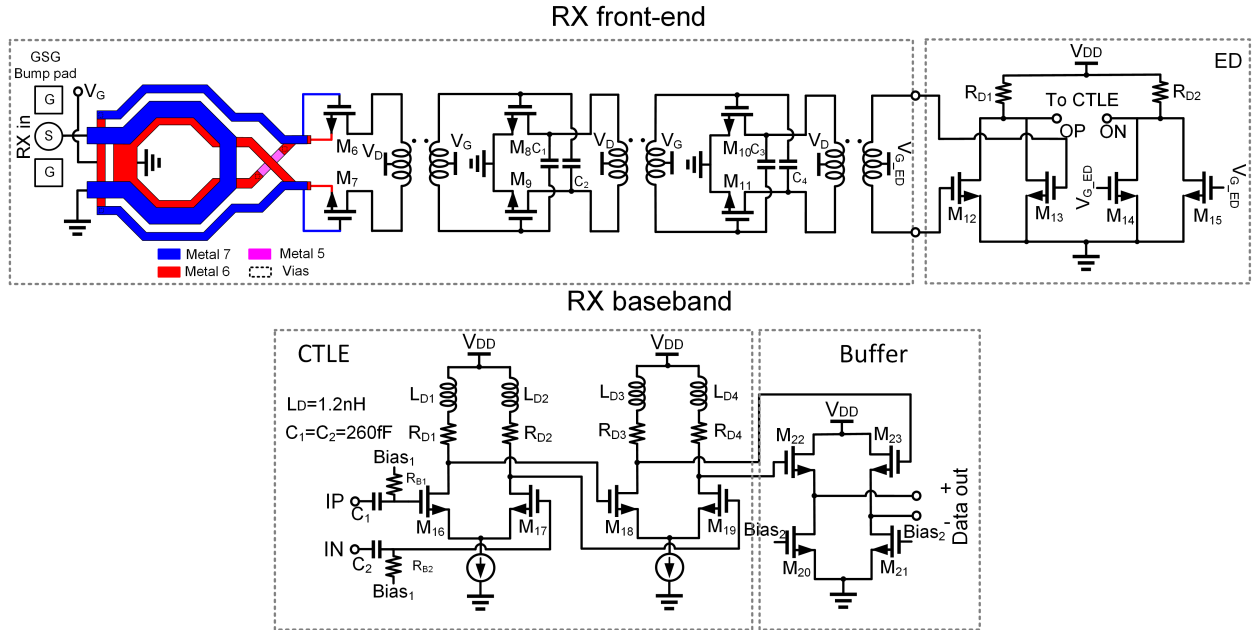 RX front-end
GSG
Bump pad
VG
G
S
G
RX in
M6
M7
VD
VG
M8
M9
C1
C2
VD
VG
M10
M11
C3
C4
VD
VG_ED
Metal 7
Metal 5
Metal 6
Vias
ED
VDD
RD1
RD2
To CTLE
OP
ON
M12
M13
VG_ED
M14
M15
VG_ED
RX baseband
CTLE
LD=1.2nH
C1=C2=260fF
VDD
LD1
LD2
RD1
RD2
VDD
LD3
LD4
RD3
RD4
Bias1
RB1
IP
C1
M16
M17
IN
C2
RB2
Bias1
M18
M19
Buffer
VDD
M22
M23
Bias2
M20
M21
Bias2
+
-
Data out